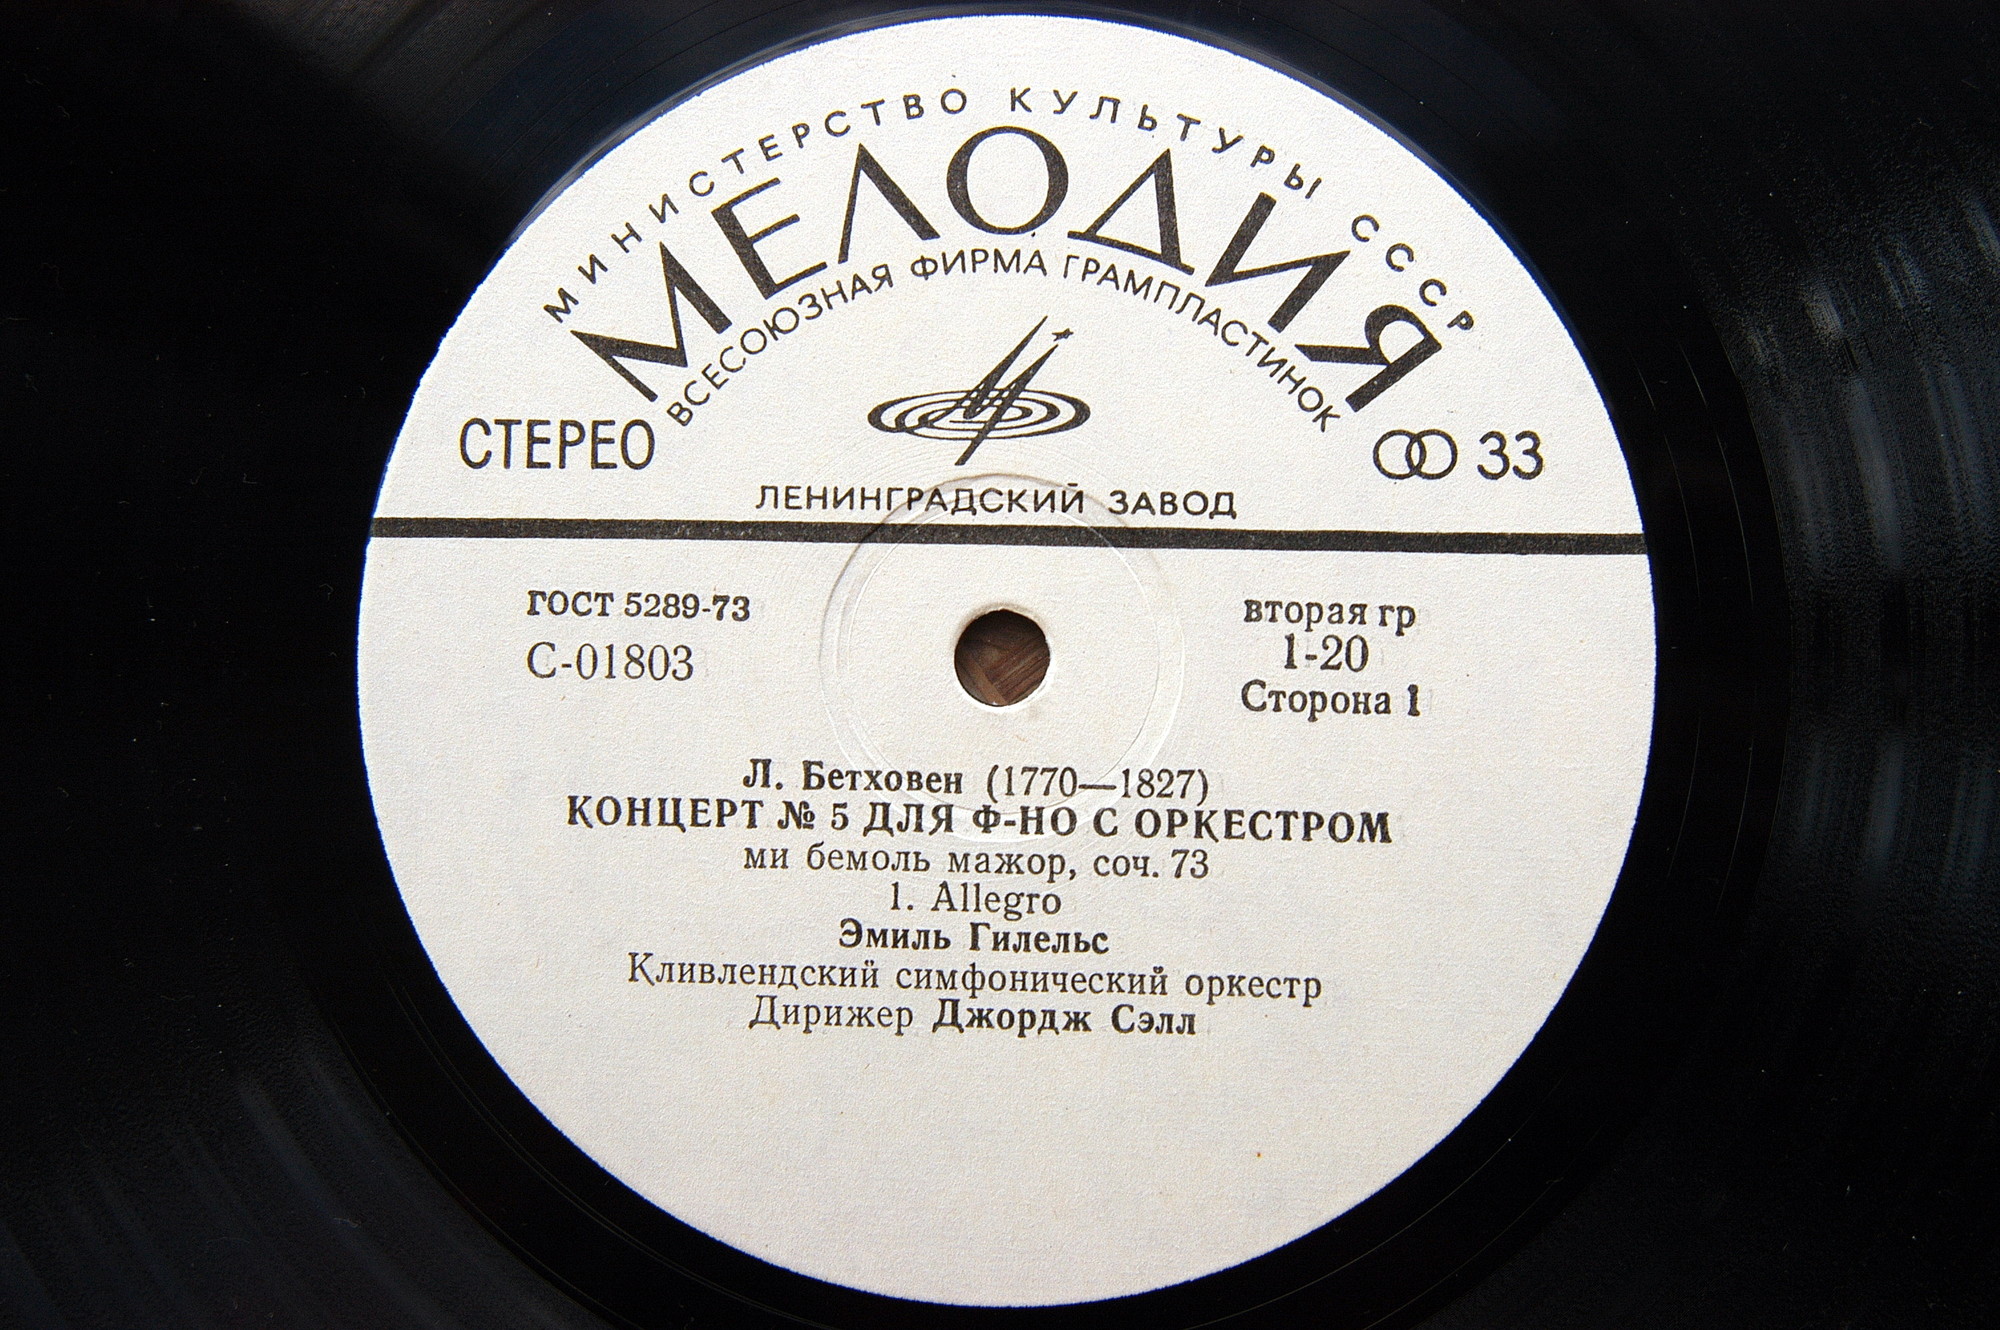 МИНИСТЕРСТВО КУЛЬТУРЫ СССР
МЕЛОДИЯ
ВСЕСОЮЗНАЯ ФИРМА ГРАМПЛАСТИНОК
СТЕРЕО
33
ЛЕНИНГРАДСКИЙ ЗАВОД
ГОСТ 5289-73
С-01803
вторая гр
1-20
Сторона 1
Л. Бетховен (1770—1827)
КОНЦЕРТ № 5 ДЛЯ Ф-НО С ОРКЕСТРОМ
ми бемоль мажор, соч. 73
1. Allegro
Эмиль Гилельс
Кливлендский симфонический оркестр
Дирижер Джордж Сэлл